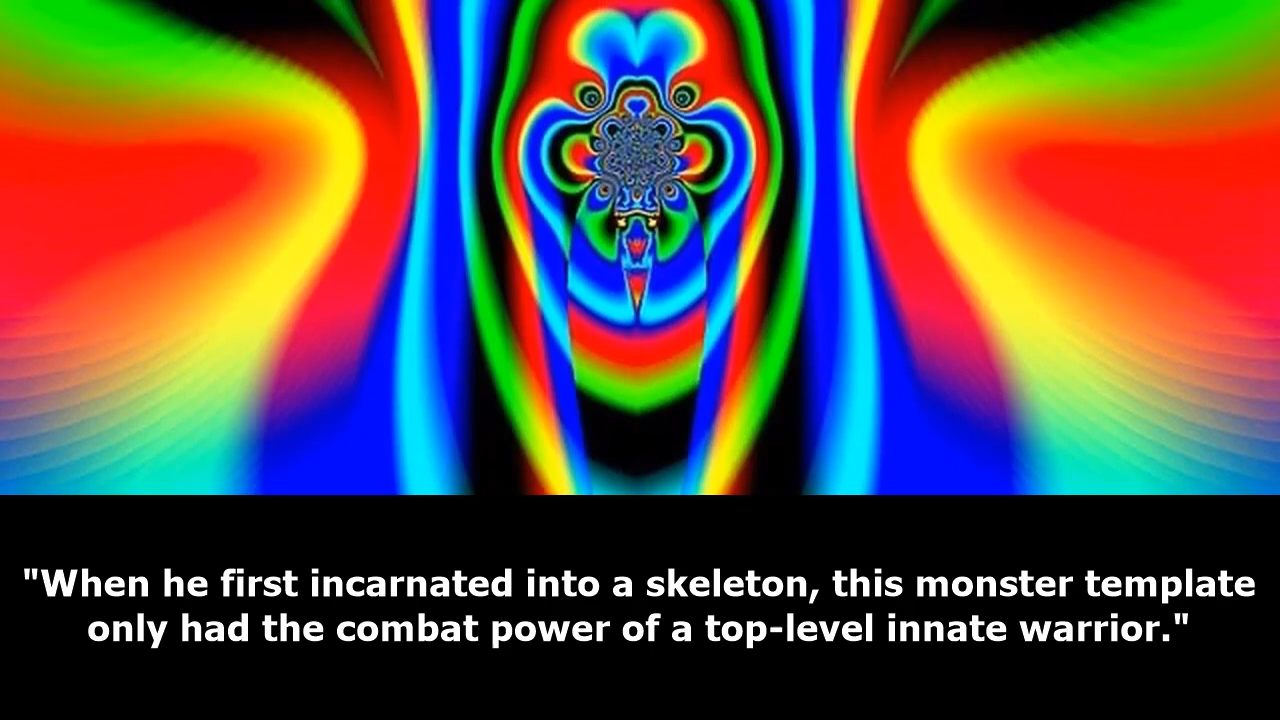 "When he first incarnated into a skeleton, this monster template
only had the combat power of a top-level innate warrior."